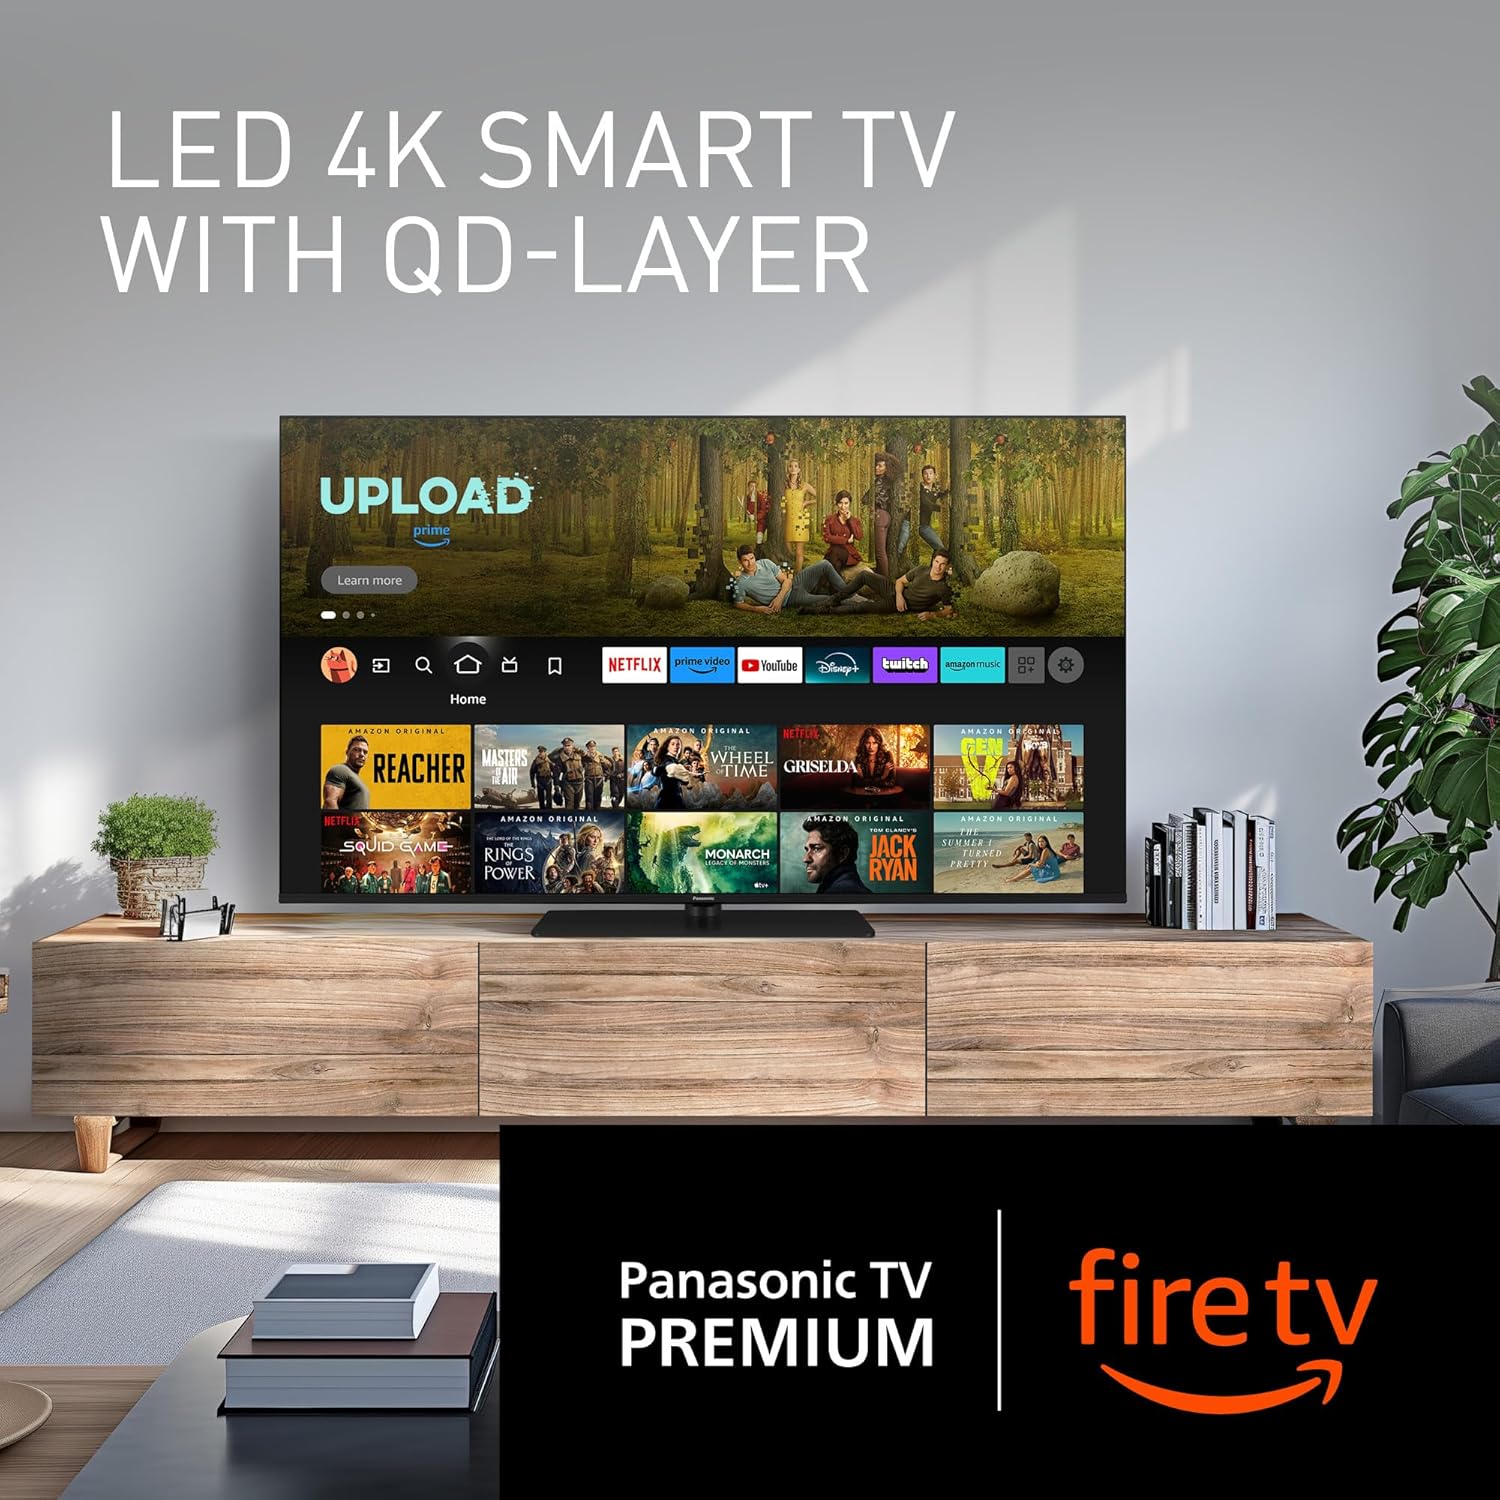 LED 4K SMART TV
WITH QD-LAYER
UPLOAD
prime
Learn more
NETFLIX
prime video
YouTube
Disney+
twitch
amazon music
Home
AMAZON ORIGINAL
REACHER
MASTERS
OF THE
AIR
tv+
AMAZON ORIGINAL
THE
WHEEL
OF TIME
NETFLIX
GRISELDA
AMAZON ORIGINAL
GEN
V
NETFLIX
SQUID GAME
AMAZON ORIGINAL
THE LORD OF THE RINGS
THE
RINGS
OF
POWER
MONARCH
LEGACY OF MONSTERS
tv+
AMAZON ORIGINAL
TOM CLANCY'S
JACK
RYAN
AMAZON ORIGINAL
THE
SUMMER I
TURNED
PRETTY
Panasonic
Panasonic TV
PREMIUM
fire tv